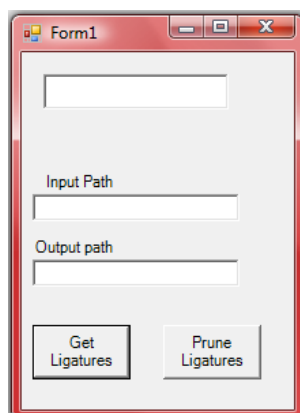 Form1
Input Path
Output path
Get
Ligatures
Prune
Ligatures